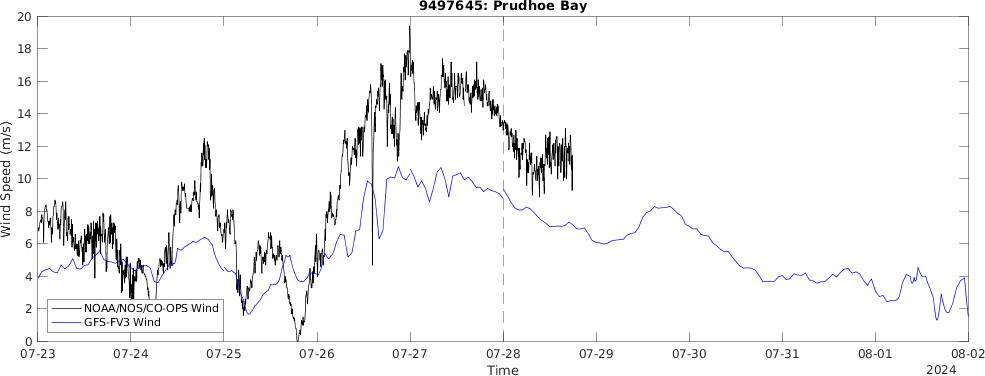 9497645: Prudhoe Bay
20
18
16
14
12
10
8
6
4
2
0
Wind Speed (m/s)
NOAA/NOS/CO-OPS Wind
GFS-FV3 Wind
07-23 07-24 07-25 07-26 07-27 07-28 07-29 07-30 07-31 08-01 08-02
Time
2024